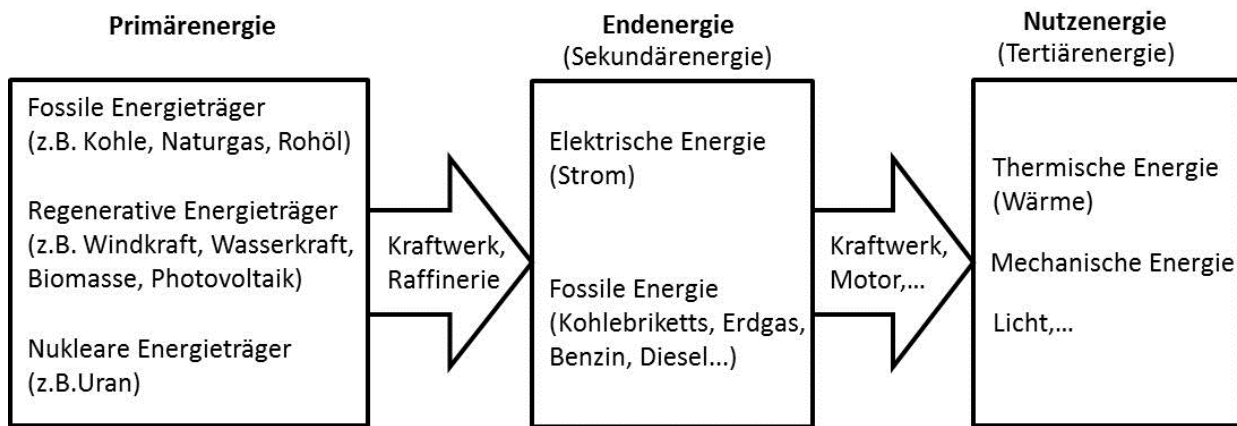 Primärenergie
Fossile Energieträger
(z.B. Kohle, Naturgas, Rohöl)
Regenerative Energieträger
(z.B. Windkraft, Wasserkraft,
Biomasse, Photovoltaik)
Nukleare Energieträger
(z.B.Uran)
Kraftwerk,
Raffinerie
Endenergie
(Sekundärenergie)
Elektrische Energie
(Strom)
Fossile Energie
(Kohlebriketts, Erdgas,
Benzin, Diesel...)
Kraftwerk,
Motor,...
Nutzenergie
(Tertiärenergie)
Thermische Energie
(Wärme)
Mechanische Energie
Licht,...